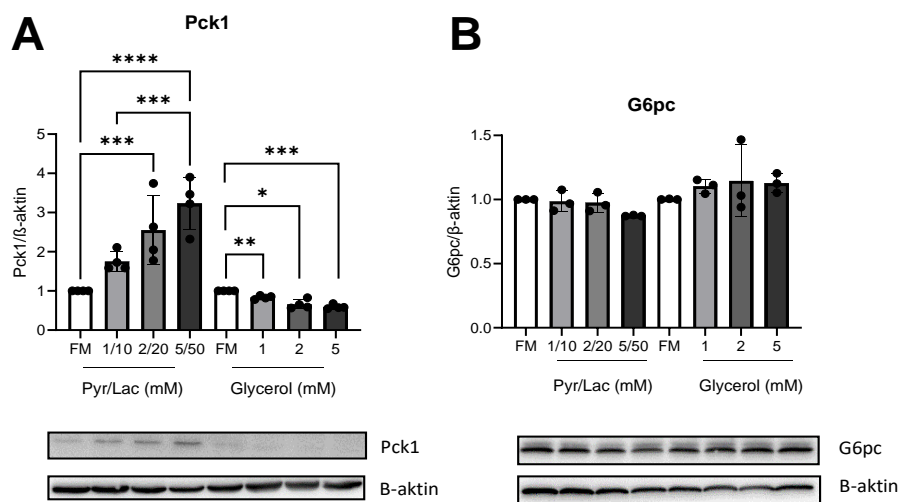 A
Pck1
****
***
***
***
*
**
Pck1/ß-aktin
5
4
3
2
1
0
FM 1/10 2/20 5/50 FM 1 2 5
Pyr/Lac (mM) Glycerol (mM)
Pck1
B-aktin
B
G6pc
G6pc/β-aktin
1.5
1.0
0.5
0.0
FM 1/10 2/20 5/50 FM 1 2 5
Pyr/Lac (mM) Glycerol (mM)
G6pc
B-aktin